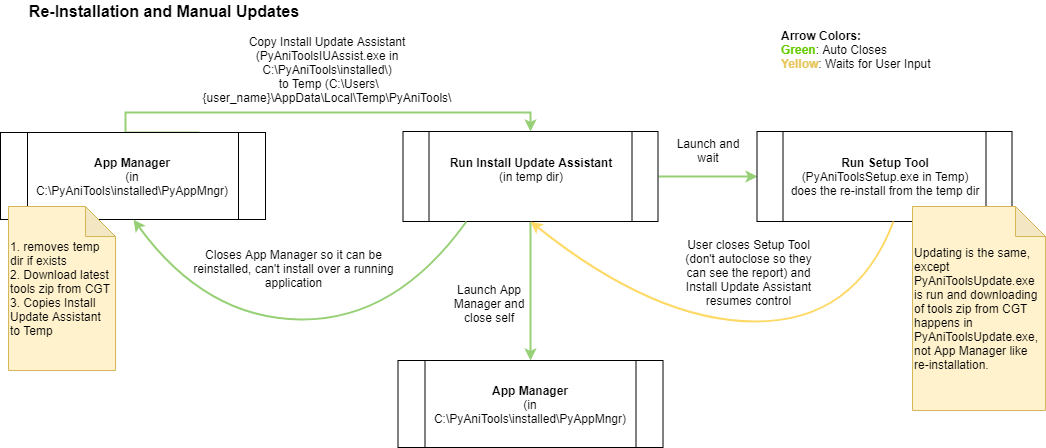 Re-Installation and Manual Updates
Copy Install Update Assistant
(PyAniToolsIUAssist.exe in
C:\PyAniTools\installed\)
to Temp (C:\Users\
{user_name}\AppData\Local\Temp\PyAniTools\
Arrow Colors:
Green: Auto Closes
Yellow: Waits for User Input
App Manager
(in
C:\PyAniTools\installed\PyAppMngr)
Run Install Update Assistant
(in temp dir)
Launch and
wait
Run Setup Tool
(PyAniToolsSetup.exe in Temp)
does the re-install from the temp dir
1. removes temp
dir if exists
2. Download latest
tools zip from CGT
3. Copies Install
Update Assistant
to Temp
Closes App Manager so it can be
reinstalled, can't install over a running
application
Launch App
Manager and
close self
User closes Setup Tool
(don't autoclose so they
can see the report) and
Install Update Assistant
resumes control
Updating is the same,
except
PyAniToolsUpdate.exe
is run and downloading
of tools zip from CGT
happens in
PyAniToolsUpdate.exe,
not App Manager like
re-installation.
App Manager
(in
C:\PyAniTools\installed\PyAppMngr)